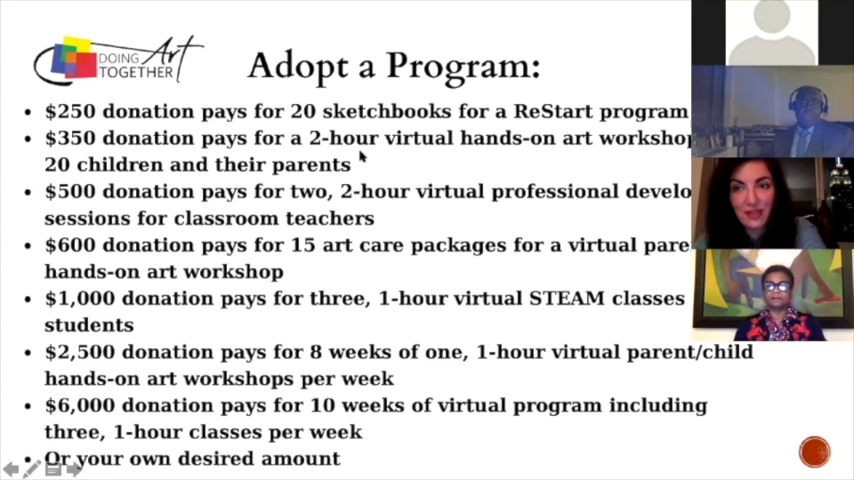 DOING Art
TOGETHER
Adopt a Program:
• $250 donation pays for 20 sketchbooks for a ReStart program
• $350 donation pays for a 2-hour virtual hands-on art workshop
20 children and their parents
• $500 donation pays for two, 2-hour virtual professional develo
sessions for classroom teachers
• $600 donation pays for 15 art care packages for a virtual pare
hands-on art workshop
• $1,000 donation pays for three, 1-hour virtual STEAM classes
students
• $2,500 donation pays for 8 weeks of one, 1-hour virtual parent/child
hands-on art workshops per week
• $6,000 donation pays for 10 weeks of virtual program including
three, 1-hour classes per week
• Or your own desired amount